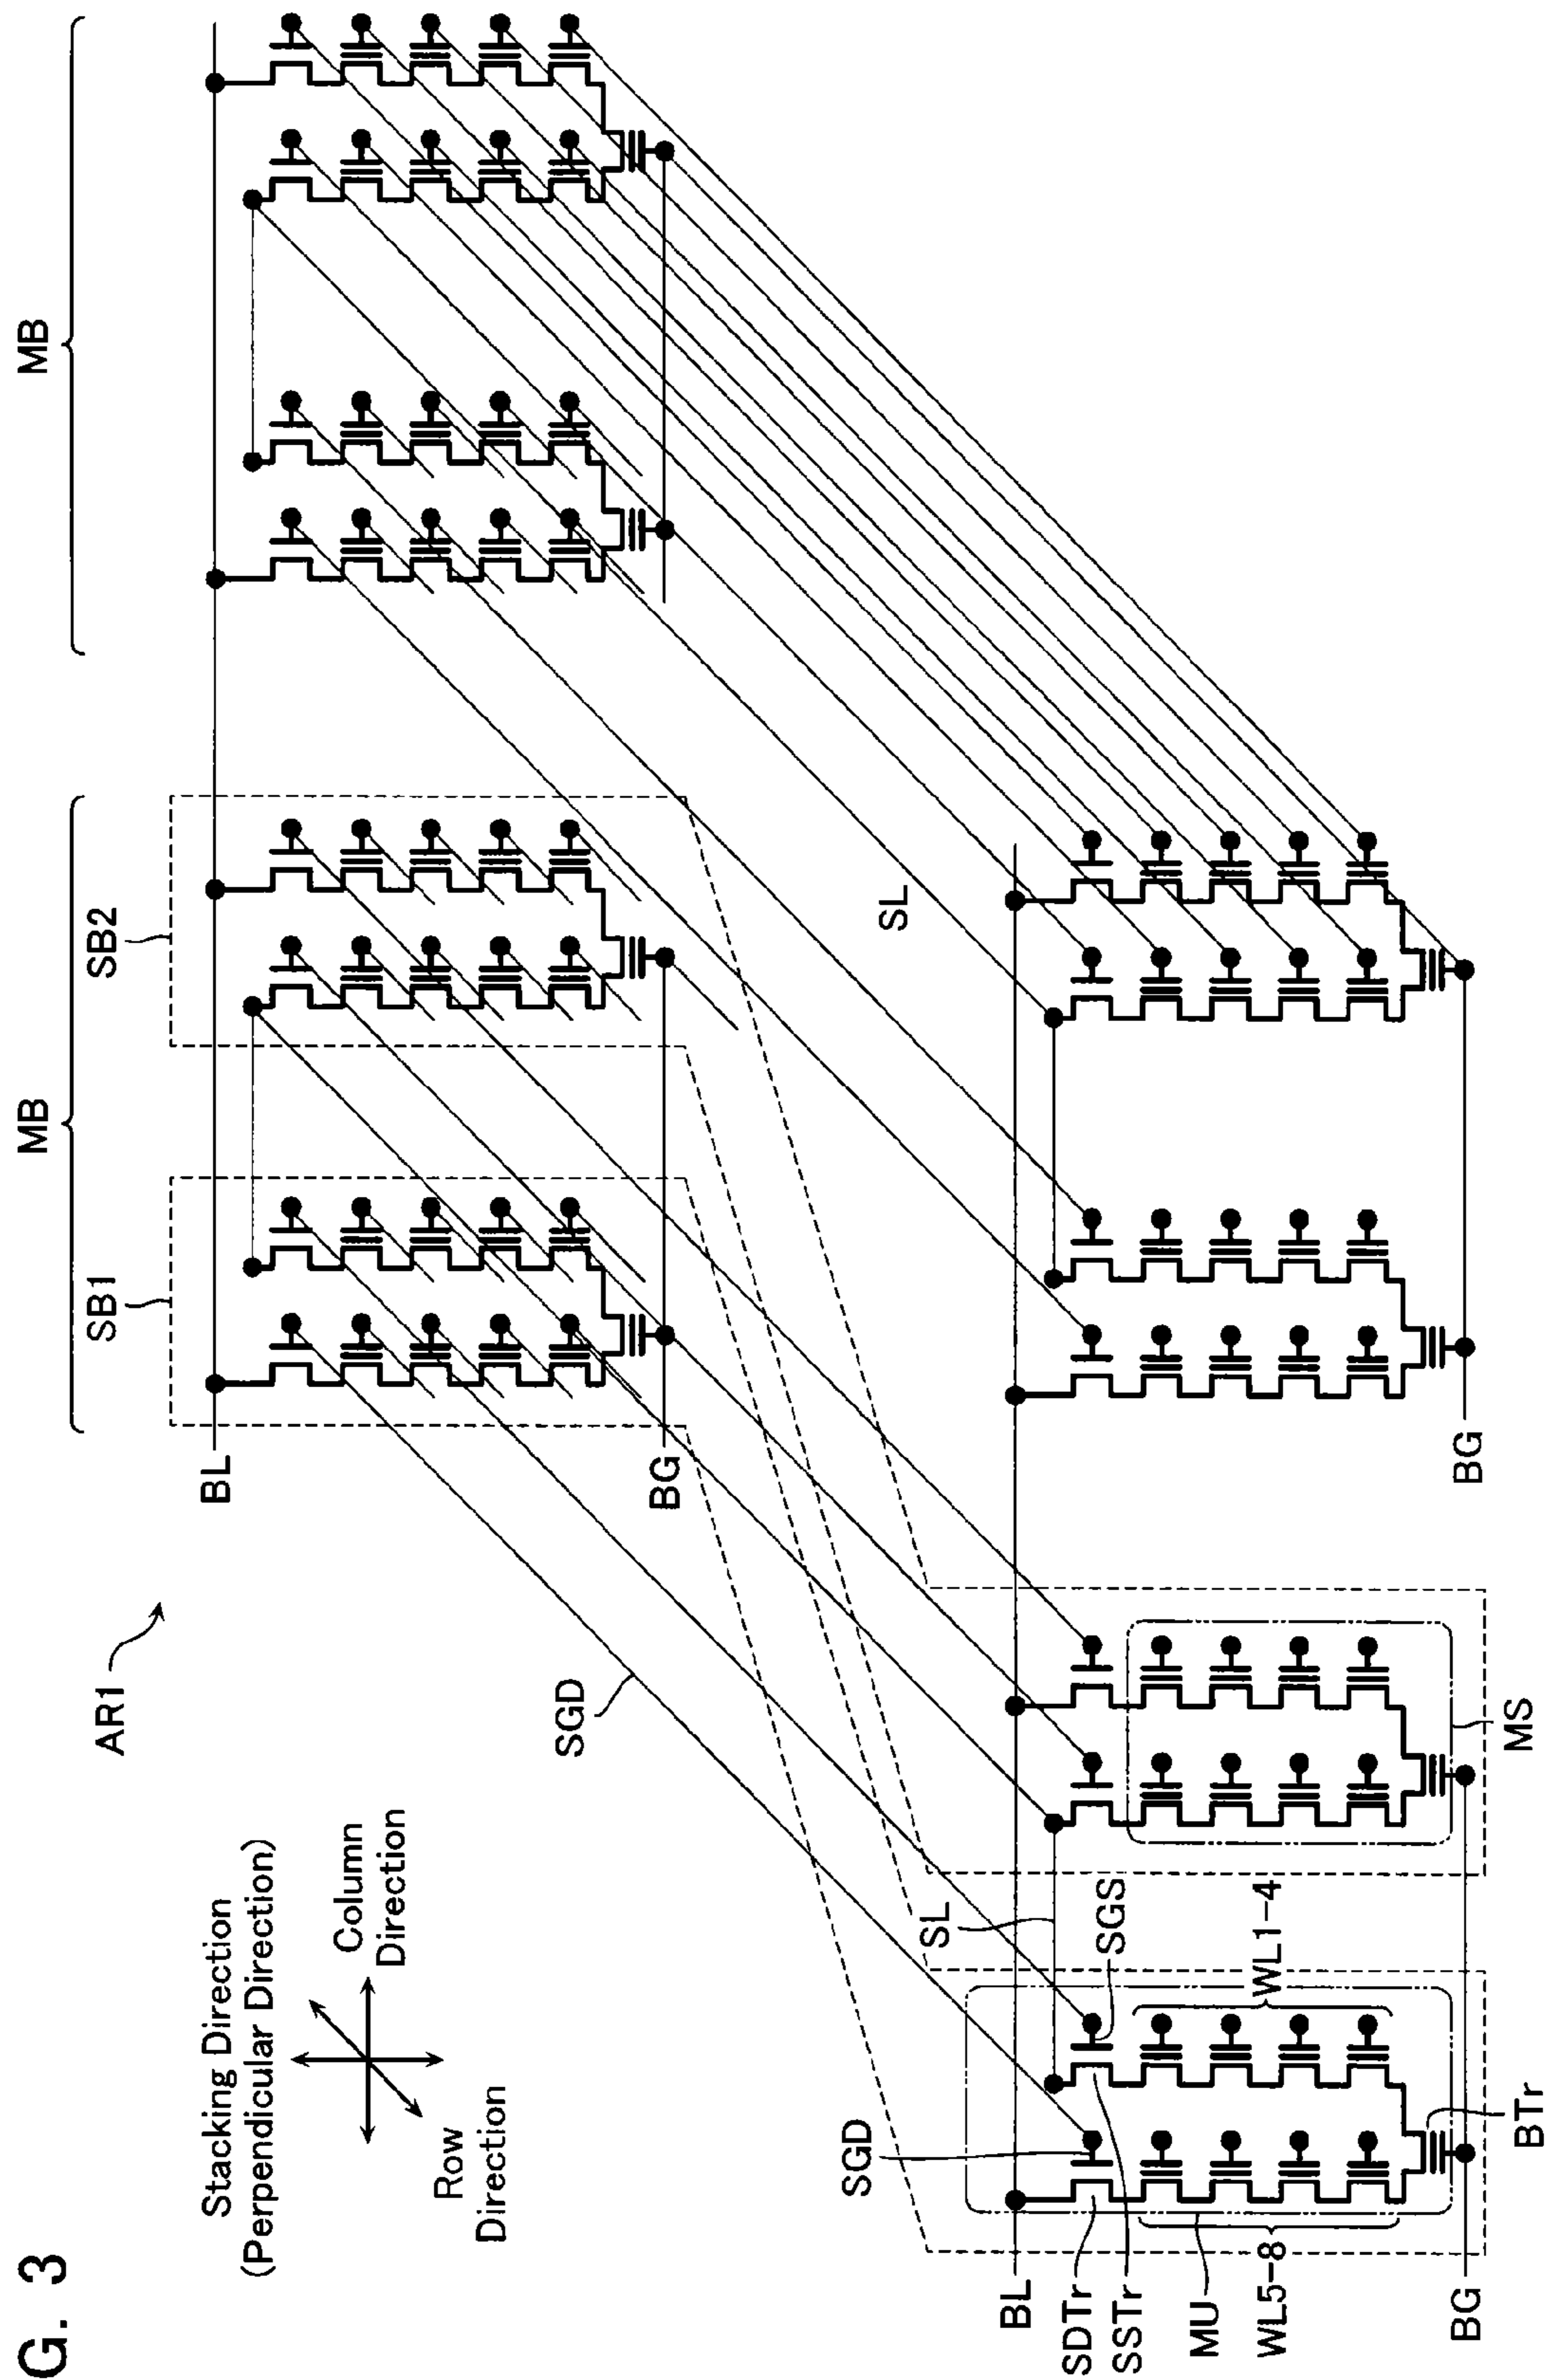 G. 3
Stacking Direction
(Perpendicular Direction)
Column
Direction
Row
Direction
AR1
MB
MB
SB1
SB2
BL
BG
SGD
SL
SL
SGD
SGS
WL1-4
BL
SDTr
SSTr
MU
WL5-8
BG
BTr
MS
BG